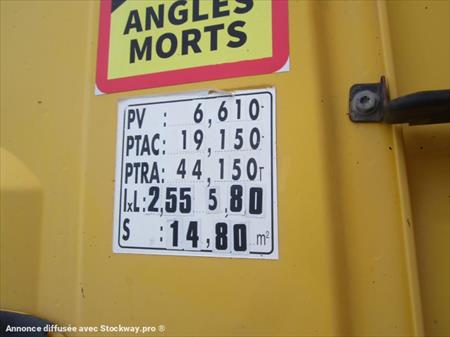 ANGLES
MORTS
PV : 6,610
PTAC: 19,150
PTRA: 44,150T
lxL: 2,55 5,80
S : 14,80 m²
Annonce diffusée avec Stockway.pro ®